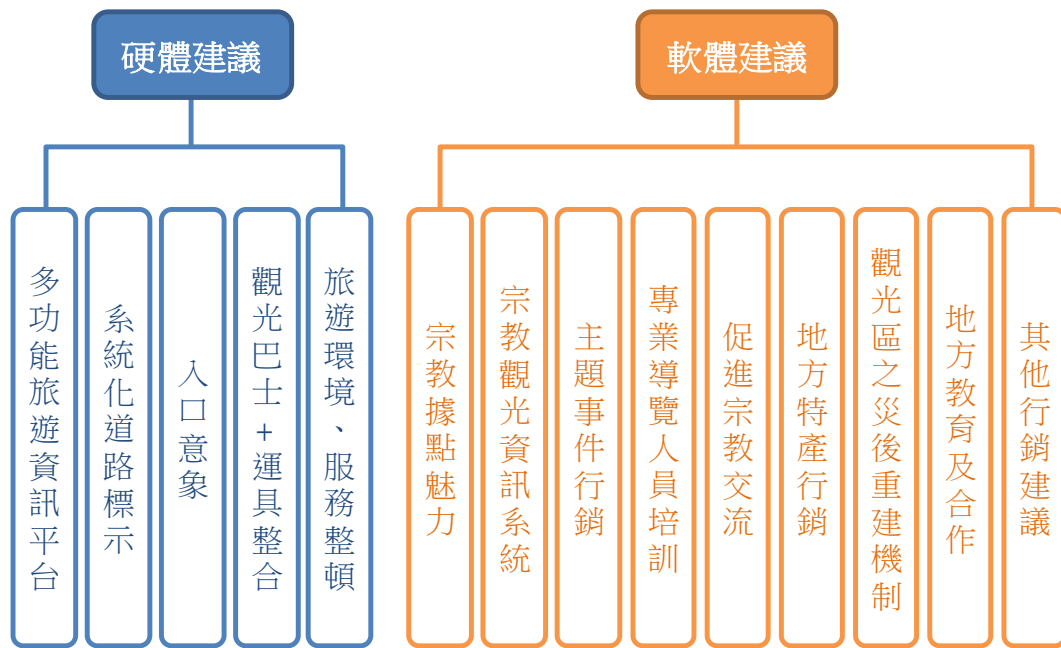 硬體建議
軟體建議
多功能旅遊資訊平台
系統化道路標示
入口意象
觀光巴士+運具整合
旅遊環境、服務整頓
宗教據點魅力
宗教觀光資訊系統
主題事件行銷
專業導覽人員培訓
促進宗教交流
地方特產行銷
觀光區之災後重建機制
地方教育及合作
其他行銷建議